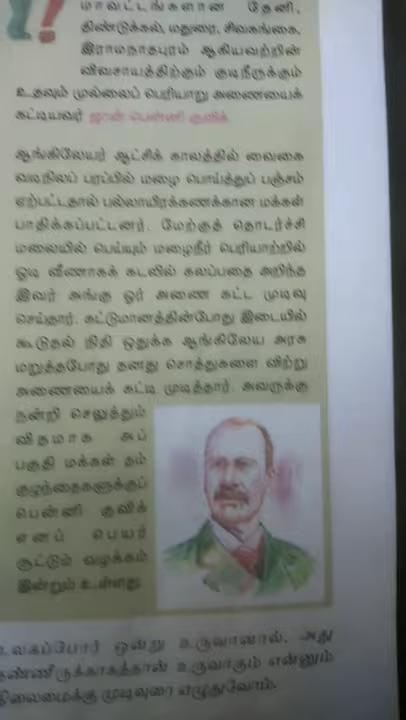 மாவட்டங்களான தேனி,
திண்டுக்கல், மதுரை, சிவகங்கை,
இராமநாதபுரம் ஆகியவற்றின்
விவசாயத்திற்கும் குடிநீருக்கும்
உதவும் முல்லைப் பெரியாறு அணையைக்
கட்டியவர் ஜான் பென்னி குவிக்.
ஆங்கிலேயர் ஆட்சிக் காலத்தில் வைகை
வடிநிலப் பரப்பில் மழை பொய்த்துப் பஞ்சம்
ஏற்பட்டதால் பல்லாயிரக்கணக்கான மக்கள்
பாதிக்கப்பட்டனர். மேற்குத் தொடர்ச்சி
மலையில் பெய்யும் மழைநீர் பெரியாற்றில்
ஓடி வீணாகக் கடலில் கலப்பதை அறிந்த
இவர் அங்கு ஓர் அணை கட்ட முடிவு
செய்தார். கட்டுமானத்தின்போது இடையில்
கூடுதல் நிதி ஒதுக்க ஆங்கிலேய அரசு
மறுத்தபோது தனது சொத்துகளை விற்று
அணையைக் கட்டி முடித்தார். அவருக்கு
நன்றி செலுத்தும்
விதமாக அப்
பகுதி மக்கள் தம்
குழந்தைகளுக்குப்
பென்னி குவிக்
எனப் பெயர்
சூட்டும் வழக்கம்
இன்றும் உள்ளது.
உலகப்போர் ஒன்று உருவானால், அது
தண்ணீருக்காகத்தான் உருவாகும் என்னும்
நிலைமைக்கு முடிவுரை எழுதுவோம்.